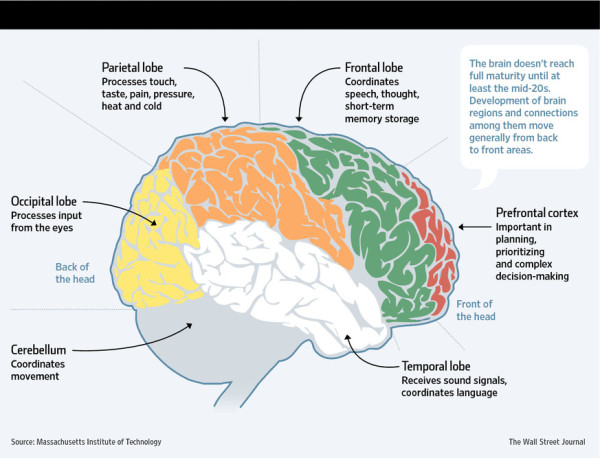 Parietal lobe
Processes touch,
taste, pain, pressure,
heat and cold
Frontal lobe
Coordinates
speech, thought,
short-term
memory storage
The brain doesn't reach
full maturity until at
least the mid-20s.
Development of brain
regions and connections
among them move
generally from back
to front areas.
Occipital lobe
Processes input
from the eyes
Prefrontal cortex
Important in
planning,
prioritizing
and complex
decision-making
Back of
the head
Front of
the head
Cerebellum
Coordinates
movement
Temporal lobe
Receives sound signals,
coordinates language
Source: Massachusetts Institute of Technology
The Wall Street Journal